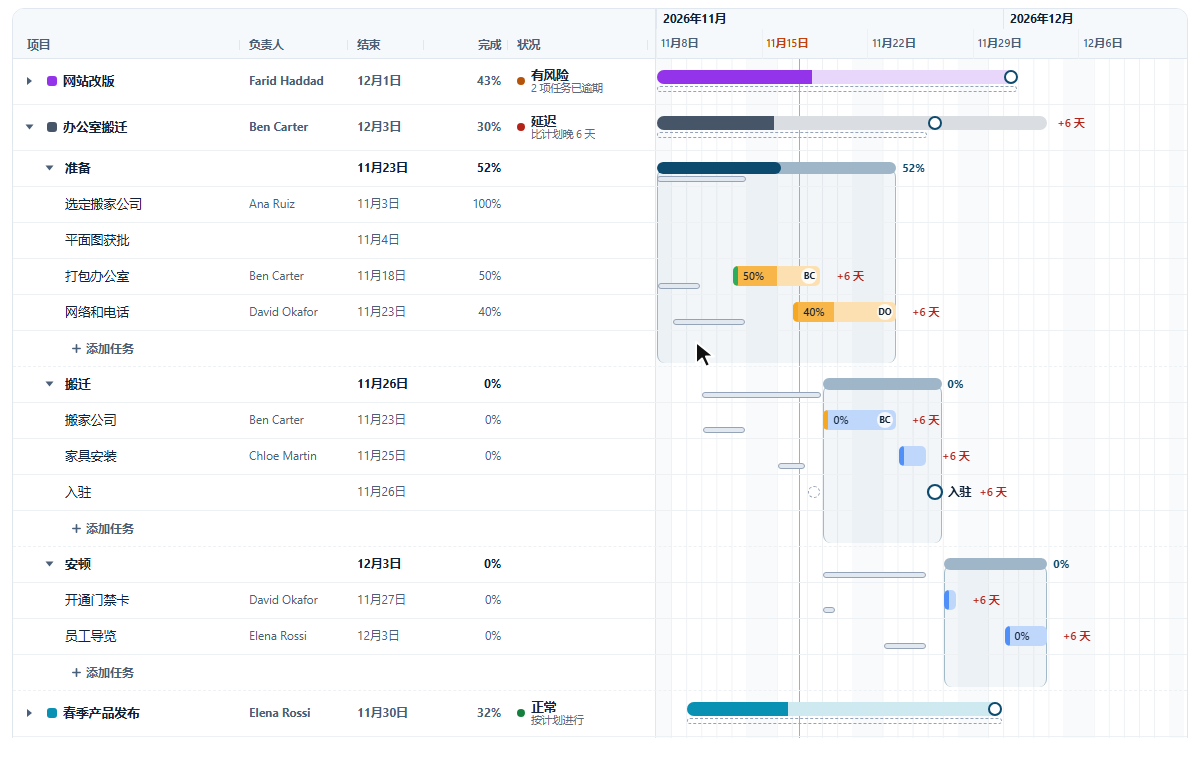 2026年11月 2026年12月
项目 负责人 结束 完成 状况 11月8日 11月15日 11月22日 11月29日 12月6日
网站改版 Farid Haddad 12月1日 43% 有风险
2 项任务已逾期
办公室搬迁 Ben Carter 12月3日 30% 延迟 +6 天
比计划晚 6 天
准备 11月23日 52% 52%
选定搬家公司 Ana Ruiz 11月3日 100%
平面图获批 11月4日
打包办公室 Ben Carter 11月18日 50% 50% BC +6 天
网络和电话 David Okafor 11月23日 40% 40% DO +6 天
+ 添加任务
搬迁 11月26日 0% 0%
搬家公司 Ben Carter 11月23日 0% 0% BC +6 天
家具安装 Chloe Martin 11月25日 0% +6 天
入驻 11月26日 入驻 +6 天
+ 添加任务
安顿 12月3日 0% 0%
开通门禁卡 David Okafor 11月27日 0% +6 天
员工导览 Elena Rossi 12月3日 0% 0% +6 天
+ 添加任务
春季产品发布 Elena Rossi 11月30日 32% 正常
按计划进行